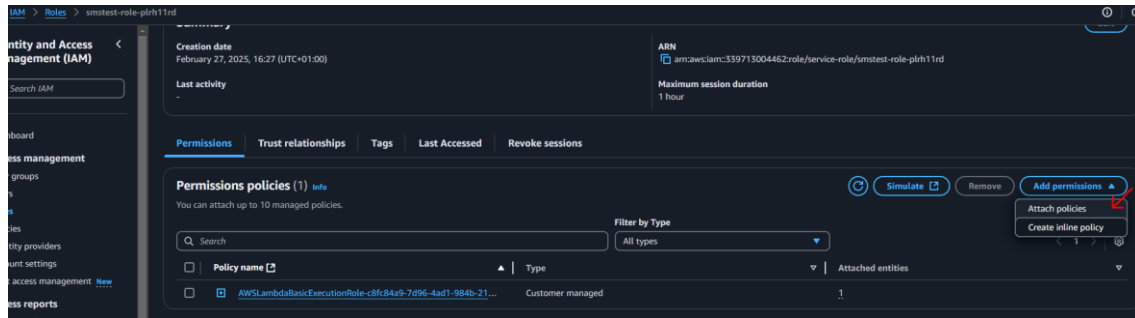 IAM > Roles > smstest-role-plrh11rd
entity and Access
nagement (IAM)
Search IAM
hboard
ess management
groups
rs
es
cies
tity providers
unt settings
t access management New
ess reports
Summary
Creation date
February 27, 2025, 16:27 (UTC+01:00)
Last activity
-
ARN
arn:aws:iam::339713004462:role/service-role/smstest-role-plrh11rd
Maximum session duration
1 hour
Permissions Trust relationships Tags Last Accessed Revoke sessions
Permissions policies (1) Info
You can attach up to 10 managed policies.
Simulate Remove Add permissions
Attach policies
Create inline policy
Filter by Type
Search All types
< 1 >
Policy name Type Attached entities
AWSLambdaBasicExecutionRole-c8fc84a9-7d96-4ad1-984b-21... Customer managed 1